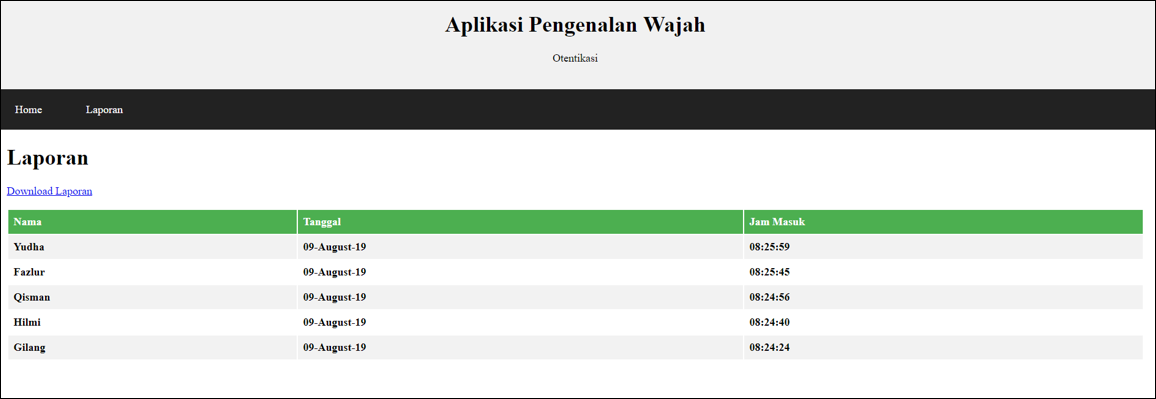 Aplikasi Pengenalan Wajah
Otentikasi
Home Laporan
Laporan
Download Laporan
Nama Tanggal Jam Masuk
Yudha 09-August-19 08:25:59
Fazlur 09-August-19 08:25:45
Qisman 09-August-19 08:24:56
Hilmi 09-August-19 08:24:40
Gilang 09-August-19 08:24:24